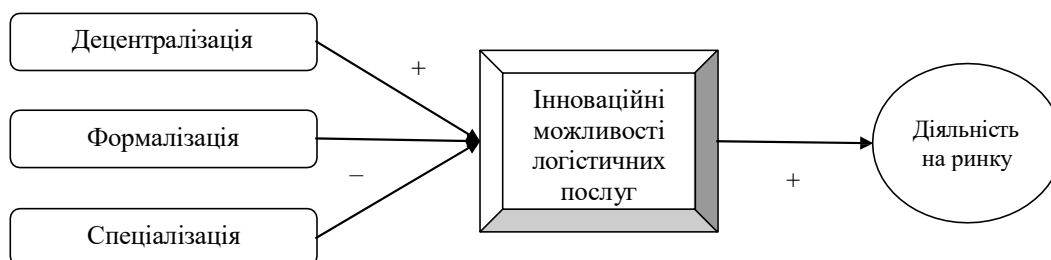 Децентралізація
+
Формалізація
–
Спеціалізація
Інноваційні
можливості
логістичних
послуг
+
Діяльність
на ринку